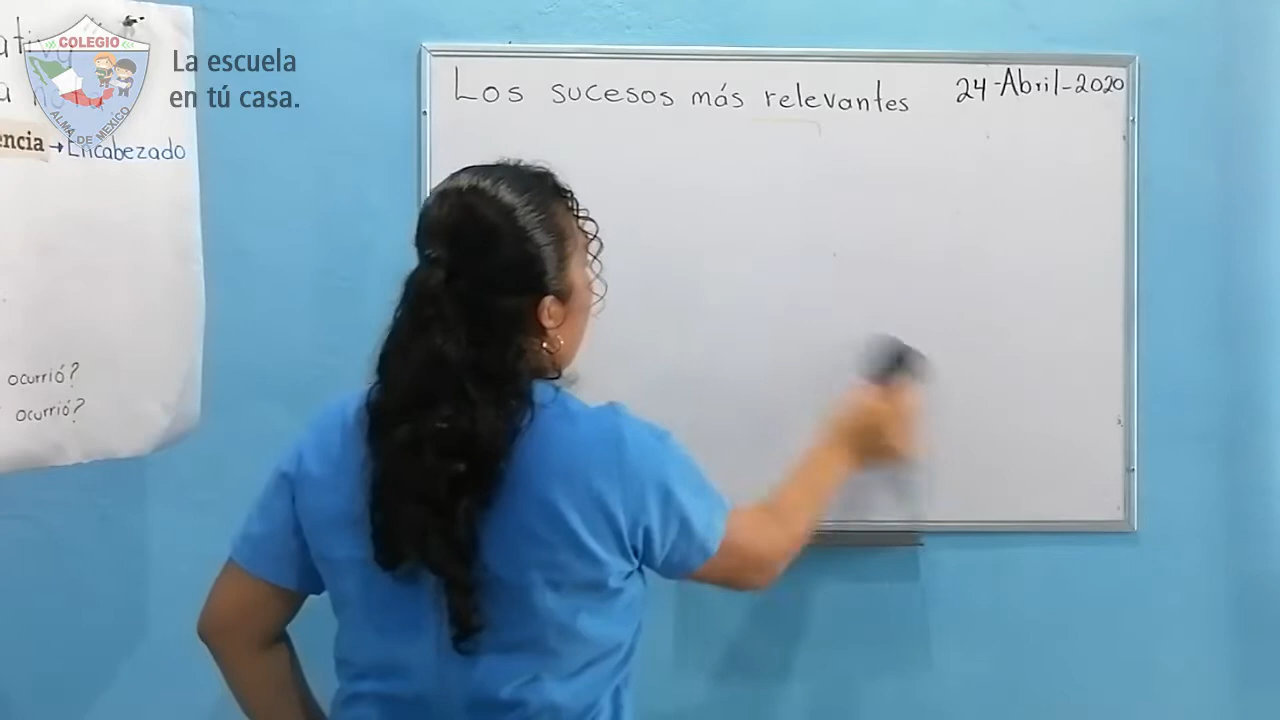 COLEGIO
ALMA DE MÉXICO
La escuela
en tú casa.
encia → Encabezado
ocurrió?
ocurrió?
Los sucesos más relevantes
24-Abril-2020